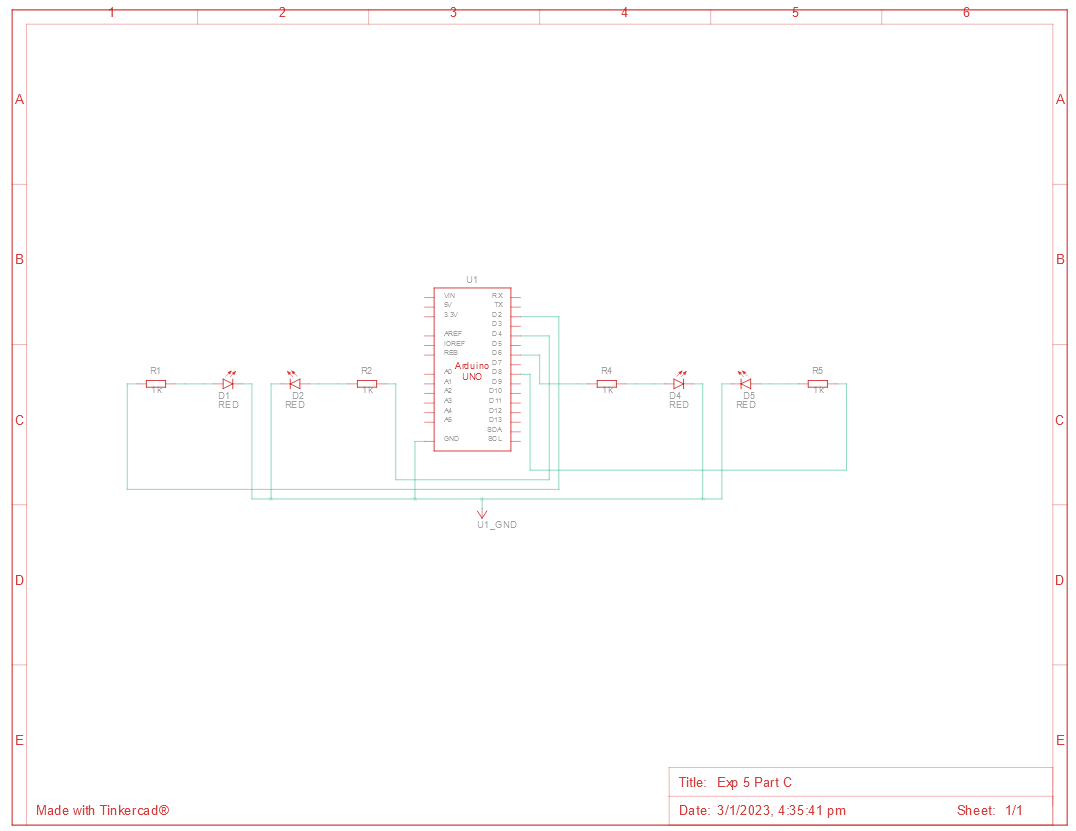 1 2 3 4 5 6
A A
B B
U1
VIN RX
5V TX
3.3V D2
D3
AREF D4
IOREF D5
RES D6
D7
Arduino
UNO
A0 D8
A1 D9
A2 D10
A3 D11
A4 D12
A5 D13
SDA
GND SCL
R1 R2 R4 R5
1k 1k 1k 1k
D1 D2 D4 D5
RED RED RED RED
C C
U1_GND
D D
E E
Title: Exp 5 Part C
Made with Tinkercad®
Date: 3/1/2023, 4:35:41 pm Sheet: 1/1